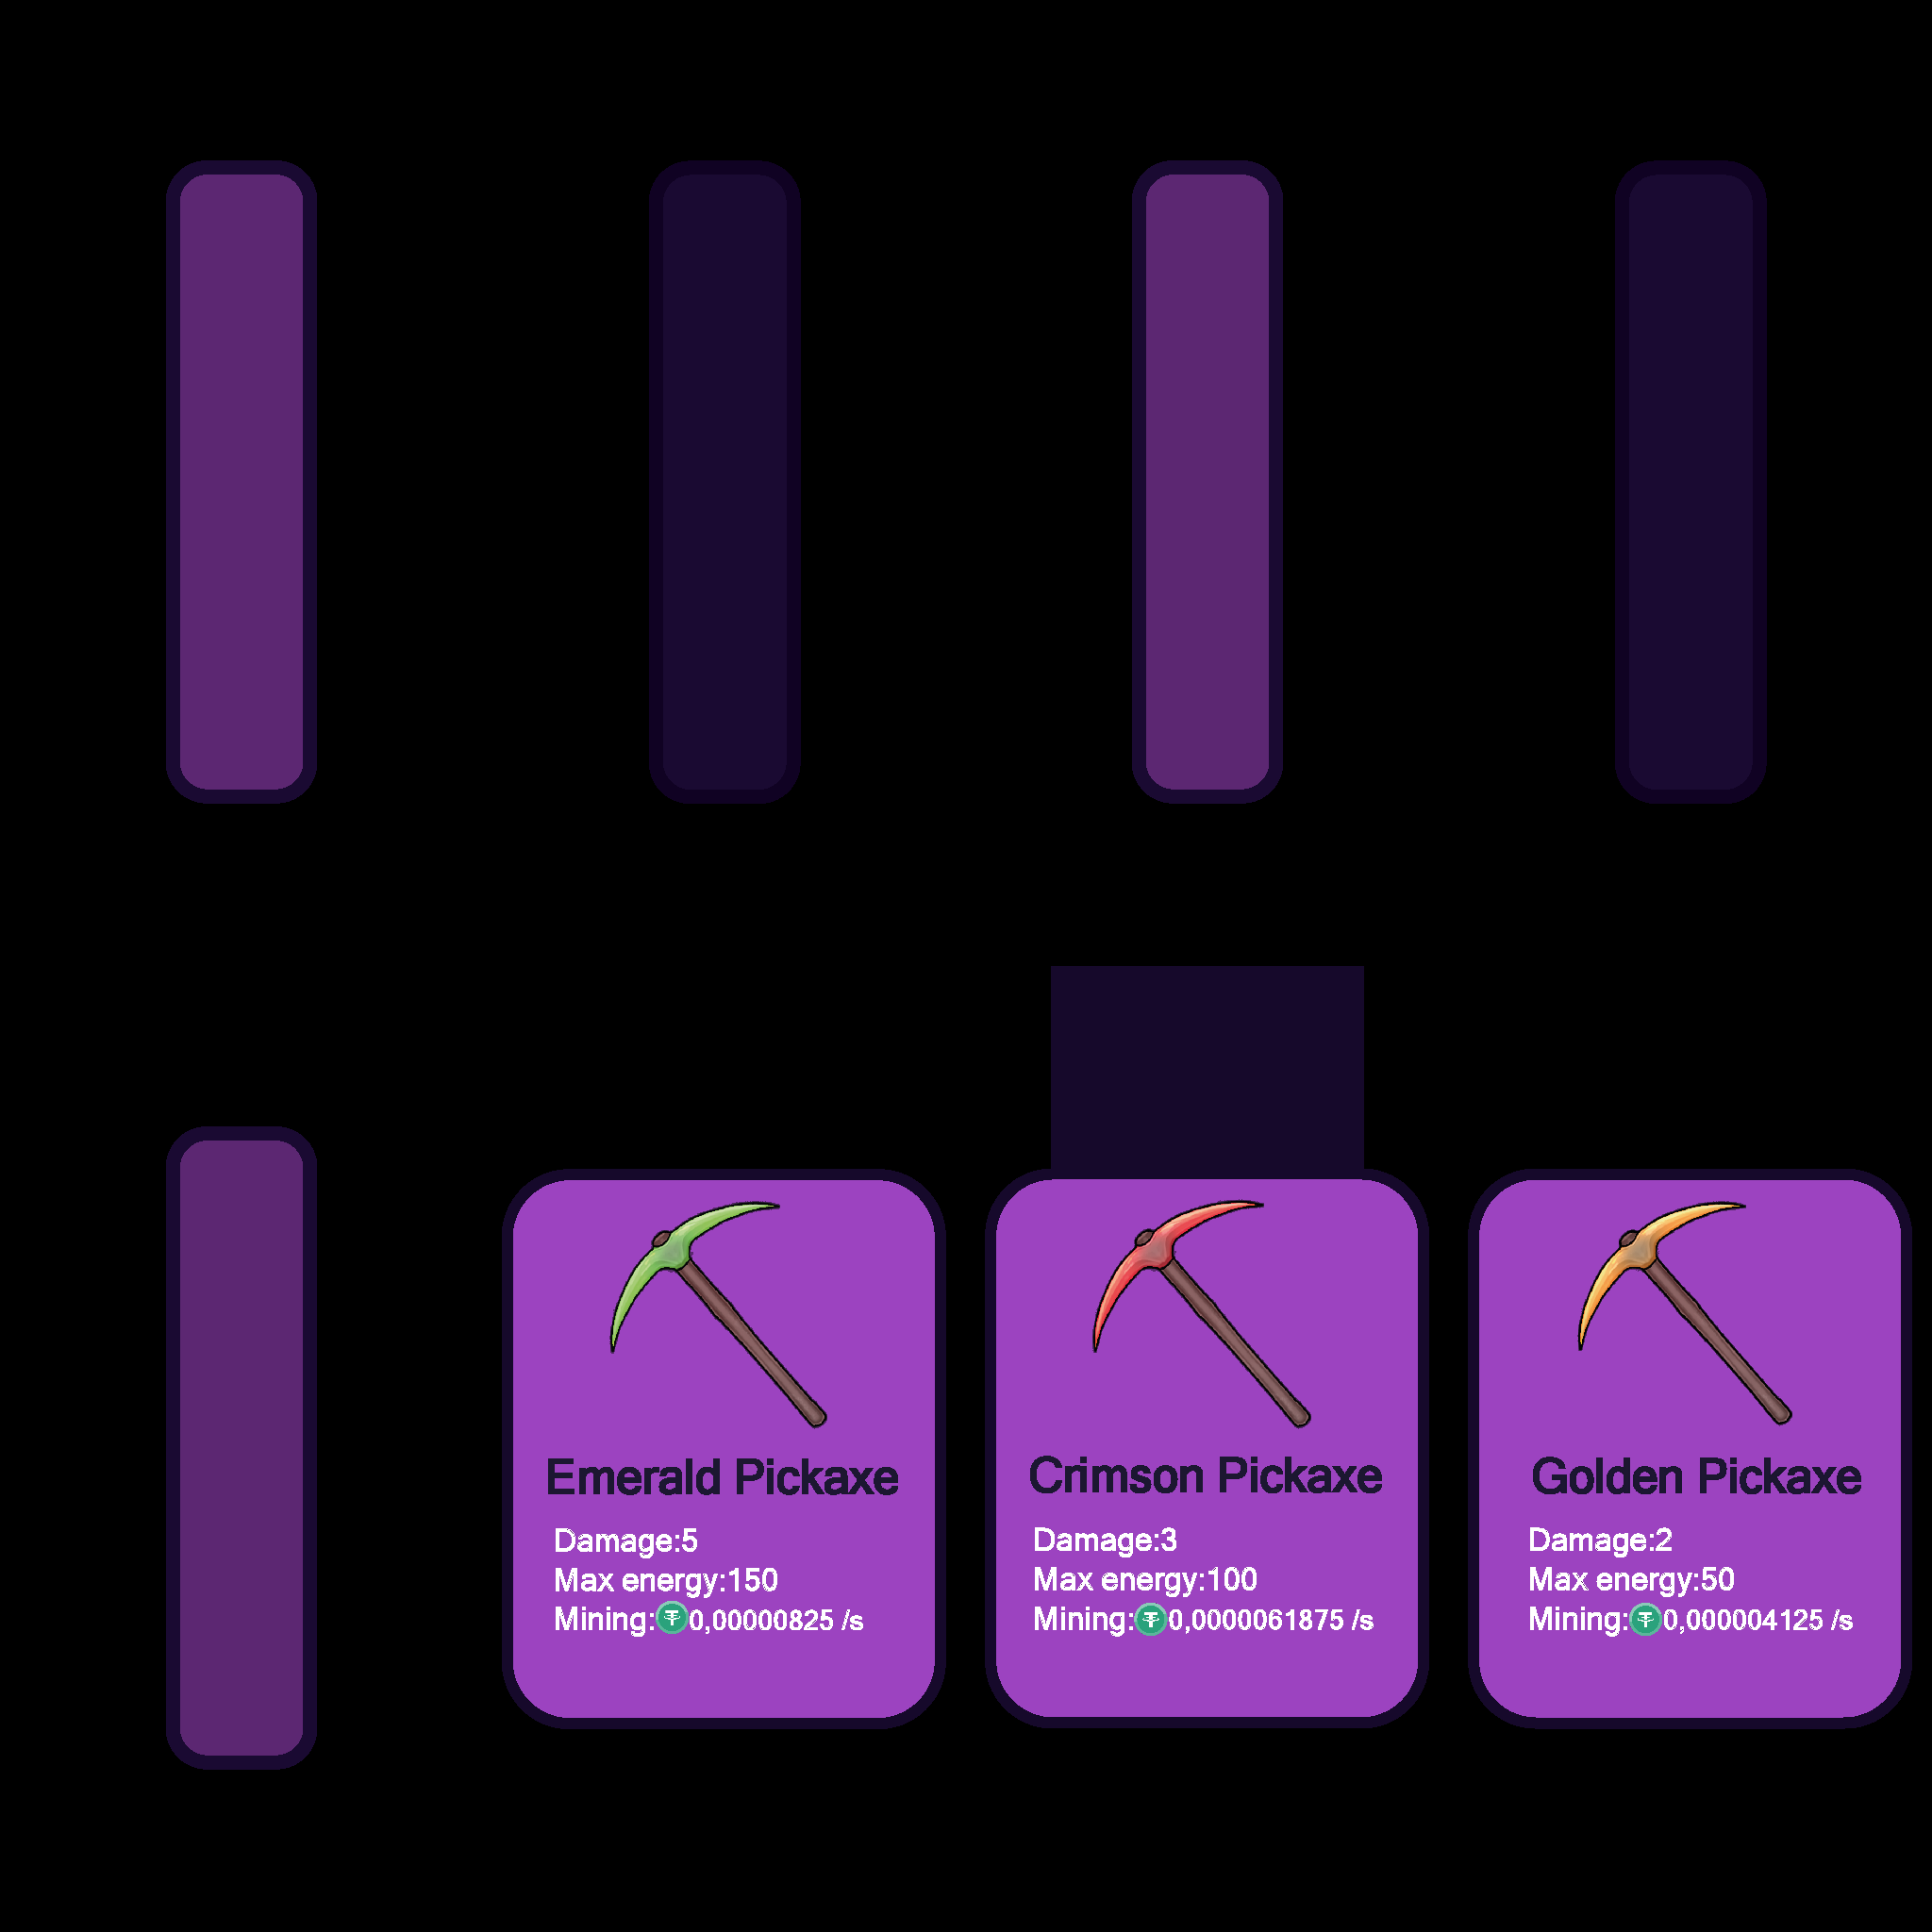 Emerald Pickaxe
Damage:5
Max energy:150
Mining:0,00000825 /s
Crimson Pickaxe
Damage:3
Max energy:100
Mining:0,0000061875 /s
Golden Pickaxe
Damage:2
Max energy:50
Mining:0,000004125 /s